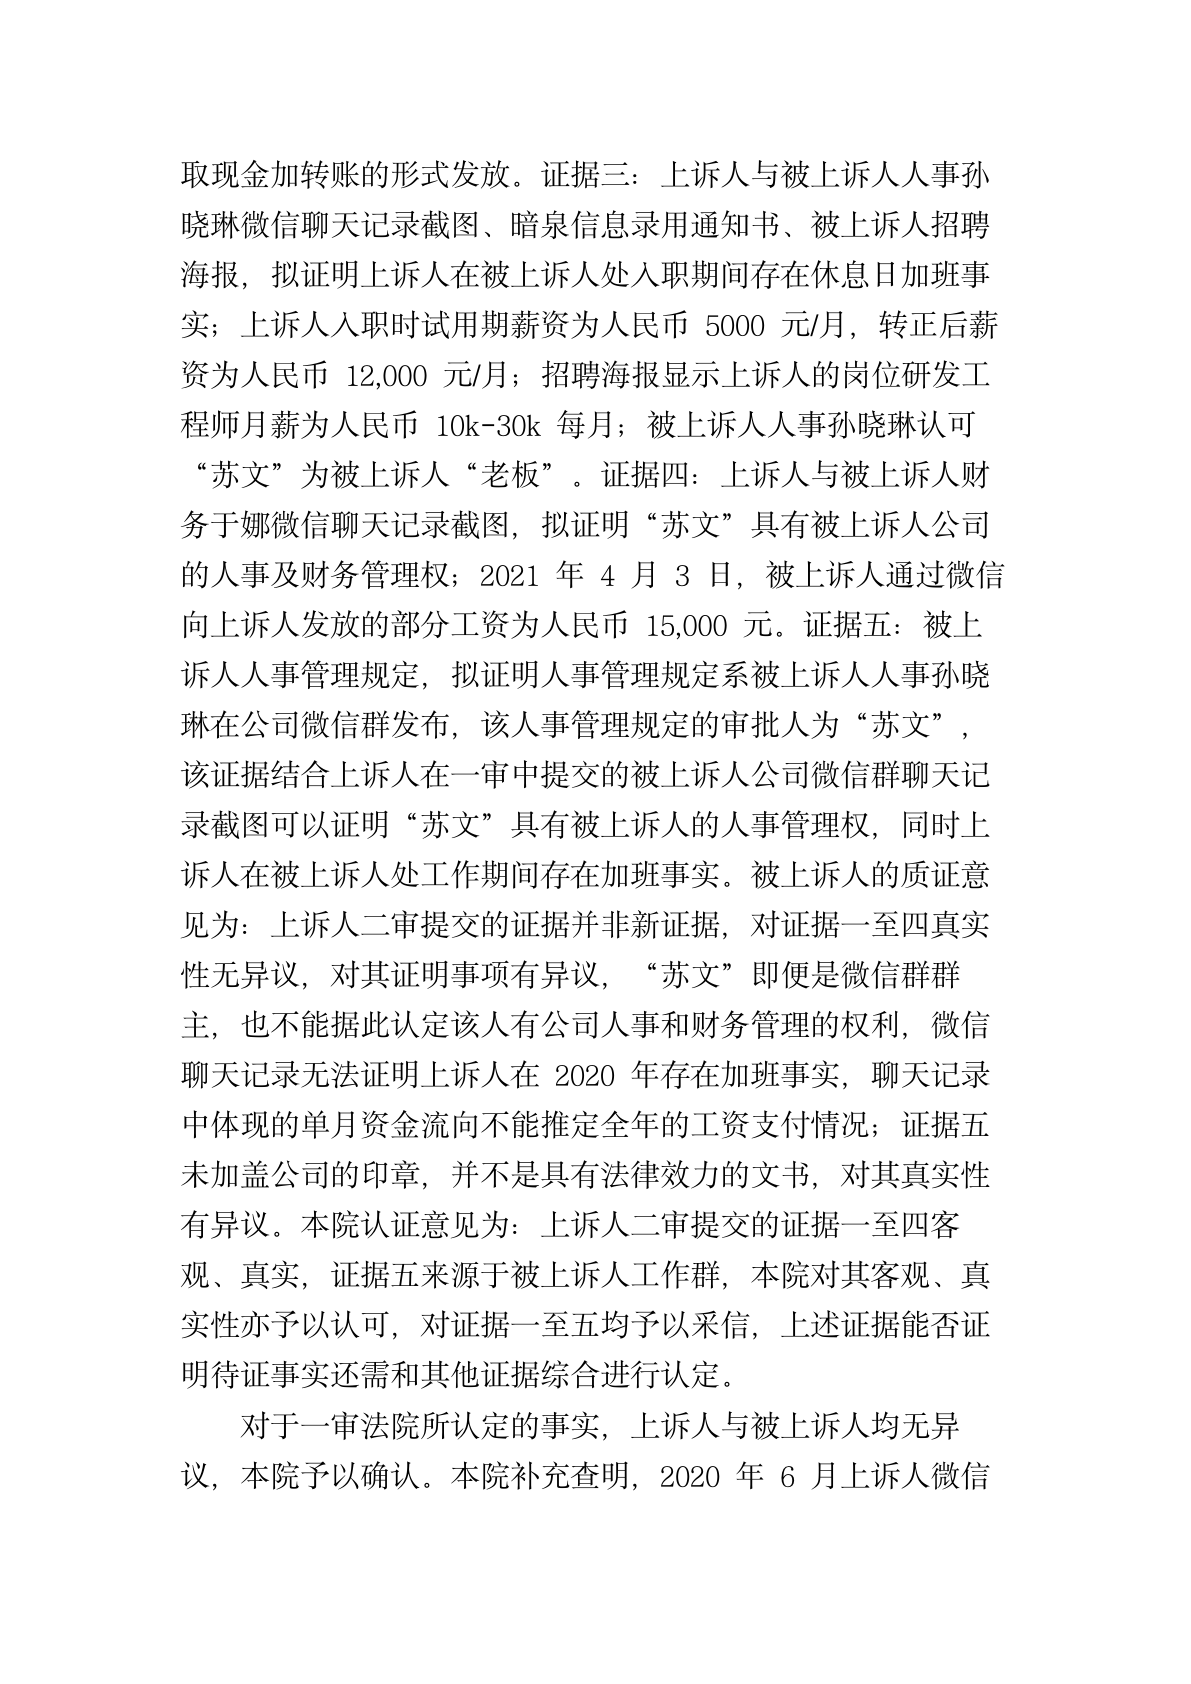 取现金加转账的形式发放。证据三：上诉人与被上诉人人事孙
晓琳微信聊天记录截图、暗泉信息录用通知书、被上诉人招聘
海报，拟证明上诉人在被上诉人处入职期间存在休息日加班事
实；上诉人入职时试用期薪资为人民币 5000 元/月，转正后薪
资为人民币 12,000 元/月；招聘海报显示上诉人的岗位研发工
程师月薪为人民币 10k-30k 每月；被上诉人人事孙晓琳认可
“苏文”为被上诉人“老板”。证据四：上诉人与被上诉人财
务于娜微信聊天记录截图，拟证明“苏文”具有被上诉人公司
的人事及财务管理权；2021 年 4 月 3 日，被上诉人通过微信
向上诉人发放的部分工资为人民币 15,000 元。证据五：被上
诉人人事管理规定，拟证明人事管理规定系被上诉人人事孙晓
琳在公司微信群发布，该人事管理规定的审批人为“苏文”，
该证据结合上诉人在一审中提交的被上诉人公司微信群聊天记
录截图可以证明“苏文”具有被上诉人的人事管理权，同时上
诉人在被上诉人处工作期间存在加班事实。被上诉人的质证意
见为：上诉人二审提交的证据并非新证据，对证据一至四真实
性无异议，对其证明事项有异议，“苏文”即便是微信群群
主，也不能据此认定该人有公司人事和财务管理的权利，微信
聊天记录无法证明上诉人在 2020 年存在加班事实，聊天记录
中体现的单月资金流向不能推定全年的工资支付情况；证据五
未加盖公司的印章，并不是具有法律效力的文书，对其真实性
有异议。本院认证意见为：上诉人二审提交的证据一至四客
观、真实，证据五来源于被上诉人工作群，本院对其客观、真
实性亦予以认可，对证据一至五均予以采信，上述证据能否证
明待证事实还需和其他证据综合进行认定。
对于一审法院所认定的事实，上诉人与被上诉人均无异
议，本院予以确认。本院补充查明，2020 年 6 月上诉人微信